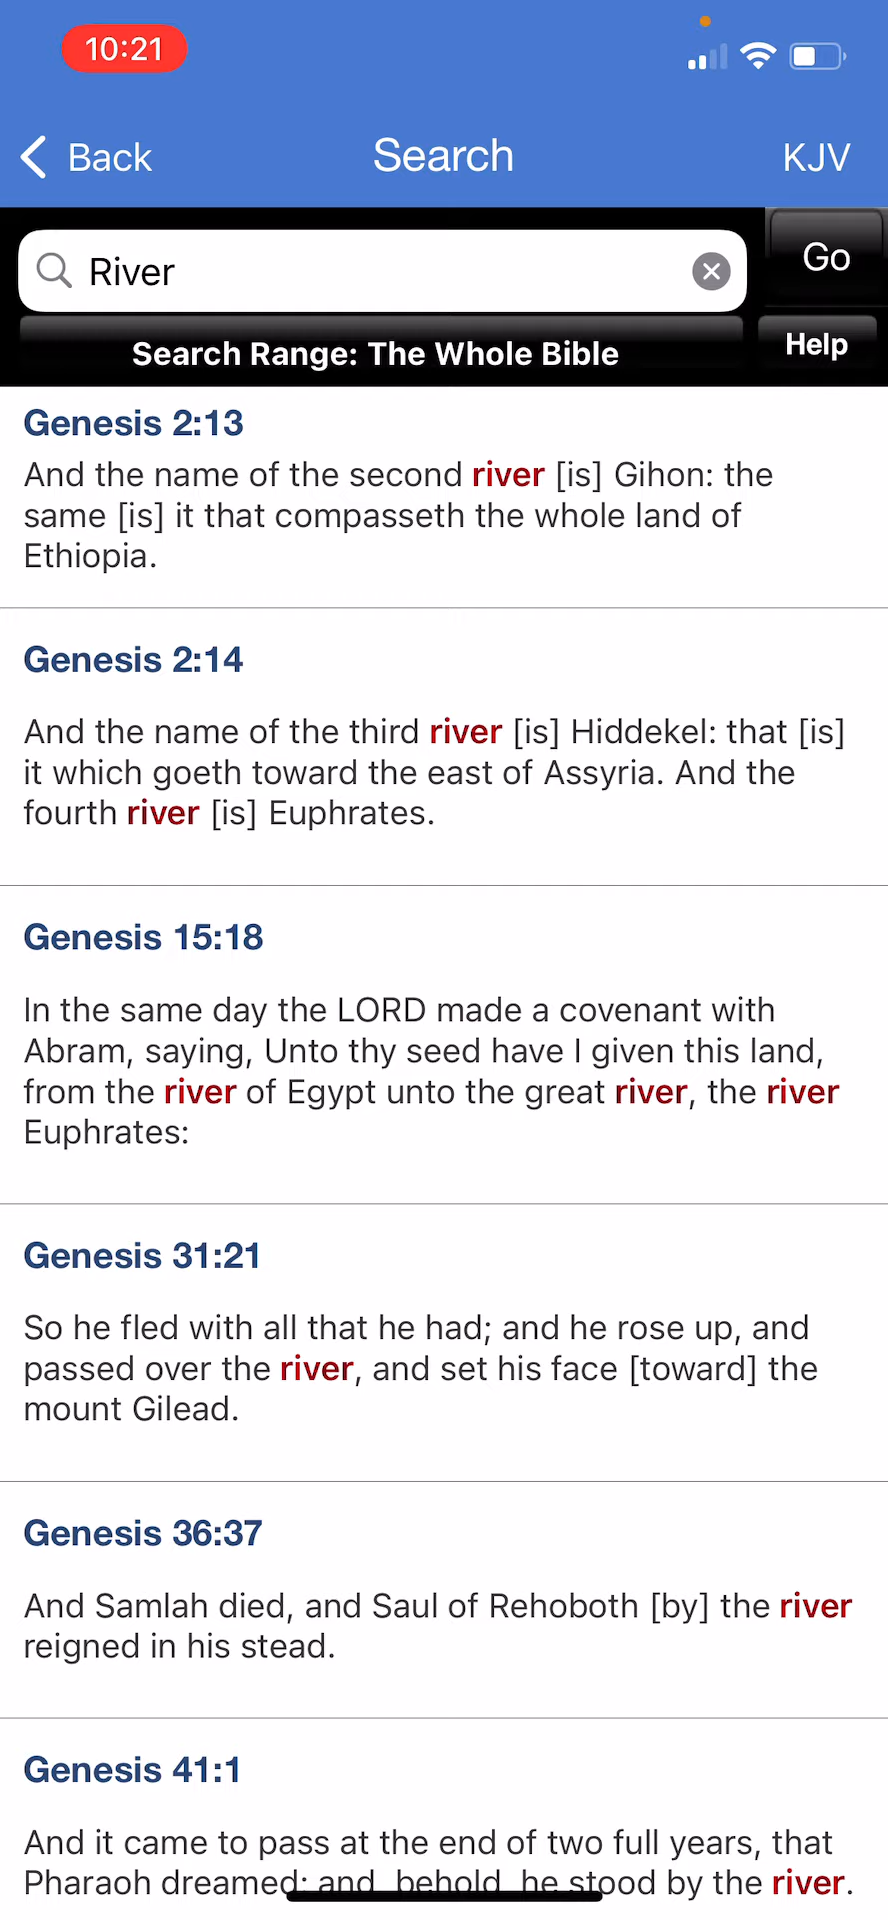 10:21
Back
Search
KJV
River
Go
Search Range: The Whole Bible
Help
Genesis 2:13
And the name of the second river [is] Gihon: the
same [is] it that compasseth the whole land of
Ethiopia.
Genesis 2:14
And the name of the third river [is] Hiddekel: that [is]
it which goeth toward the east of Assyria. And the
fourth river [is] Euphrates.
Genesis 15:18
In the same day the LORD made a covenant with
Abram, saying, Unto thy seed have I given this land,
from the river of Egypt unto the great river, the river
Euphrates:
Genesis 31:21
So he fled with all that he had; and he rose up, and
passed over the river, and set his face [toward] the
mount Gilead.
Genesis 36:37
And Samlah died, and Saul of Rehoboth [by] the river
reigned in his stead.
Genesis 41:1
And it came to pass at the end of two full years, that
Pharaoh dreamed: and, behold, he stood by the river.